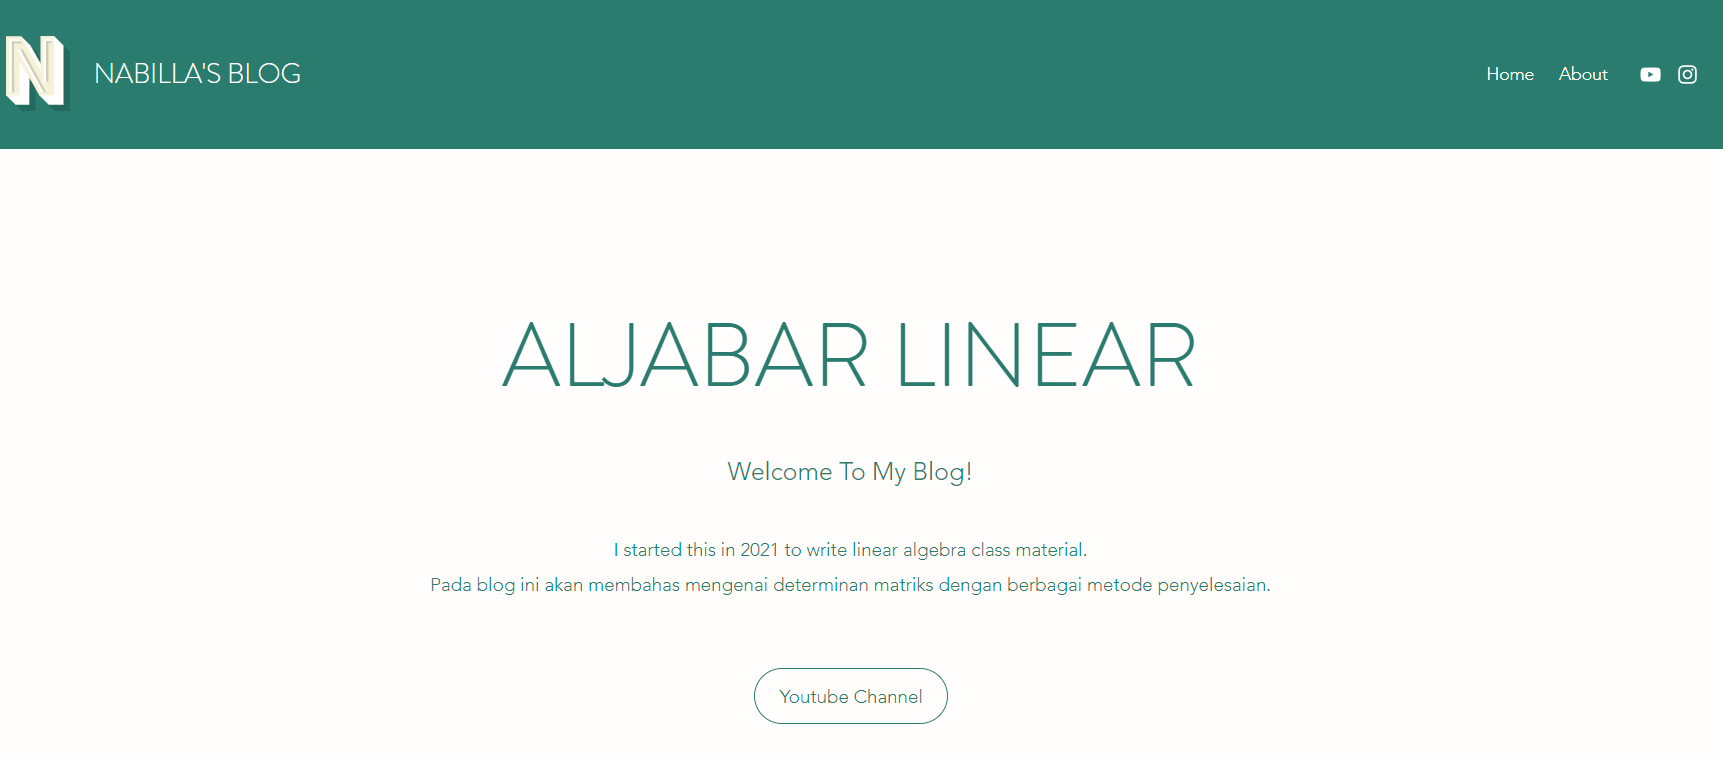 N
NABILLA'S BLOG
Home
About
ALJABAR LINEAR
Welcome To My Blog!
I started this in 2021 to write linear algebra class material.
Pada blog ini akan membahas mengenai determinan matriks dengan berbagai metode penyelesaian.
Youtube Channel